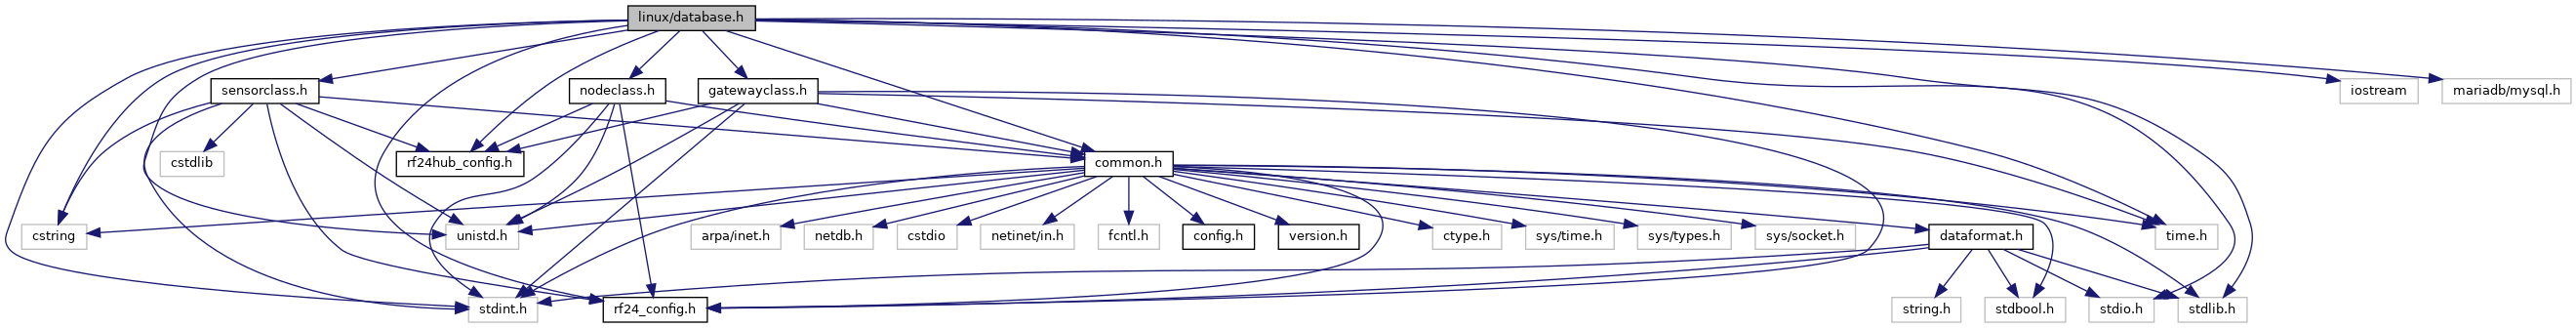 linux/database.h
sensorclass.h
nodeclass.h
gatewayclass.h
iostream
mariadb/mysql.h
cstdlib
rf24hub_config.h
common.h
cstring
unistd.h
arpa/inet.h
netdb.h
cstdio
netinet/in.h
fcntl.h
config.h
version.h
ctype.h
sys/time.h
sys/types.h
sys/socket.h
dataformat.h
time.h
stdint.h
rf24_config.h
string.h
stdbool.h
stdio.h
stdlib.h